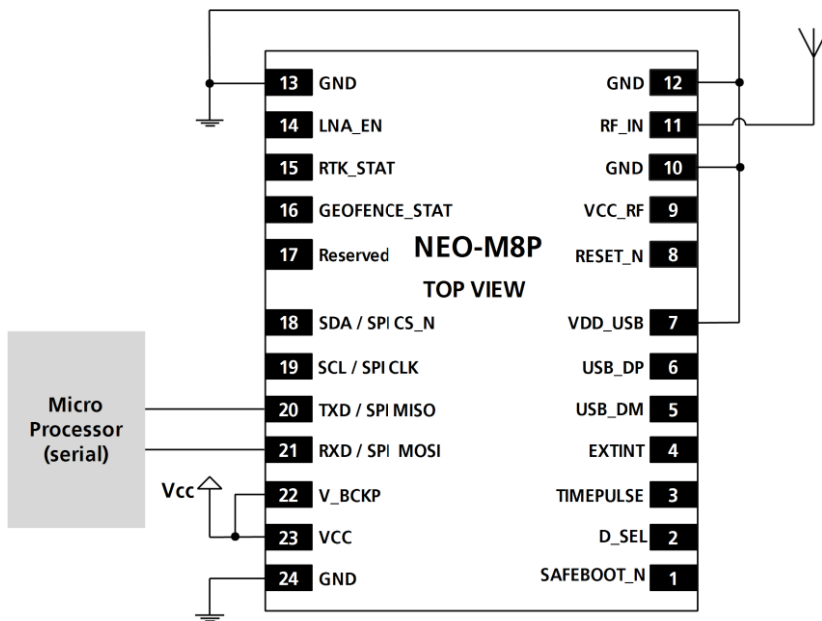 13 GND GND 12
14 LNA_EN RF_IN 11
15 RTK_STAT GND 10
16 GEOFENCE_STAT VCC_RF 9
17 Reserved NEO-M8P RESET_N 8
TOP VIEW
18 SDA / SPI CS_N VDD_USB 7
19 SCL / SPI CLK USB_DP 6
Micro
Processor
(serial)
20 TXD / SPI MISO USB_DM 5
21 RXD / SPI MOSI EXTINT 4
Vcc
22 V_BCKP TIMEPULSE 3
23 VCC D_SEL 2
24 GND SAFEBOOT_N 1